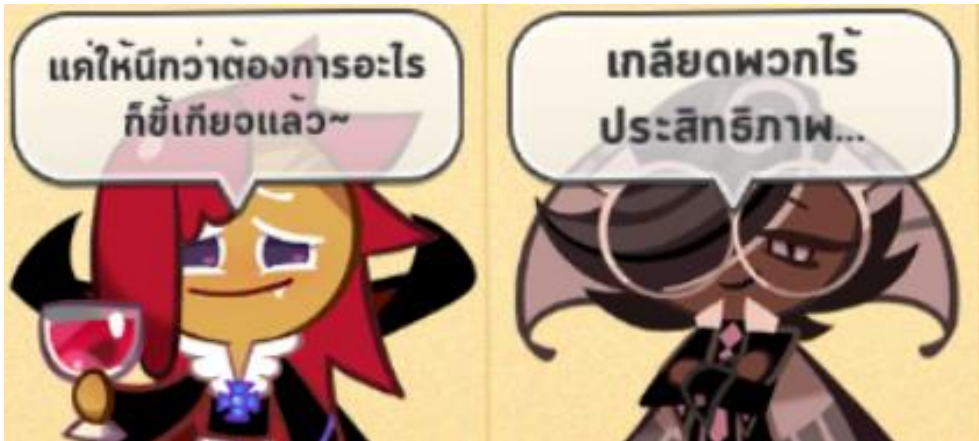 แค่ให้นึกว่าต้องการอะไร
ก็ขี้เกียจแล้ว~
เกลียดพวกไร้
ประสิทธิภาพ...